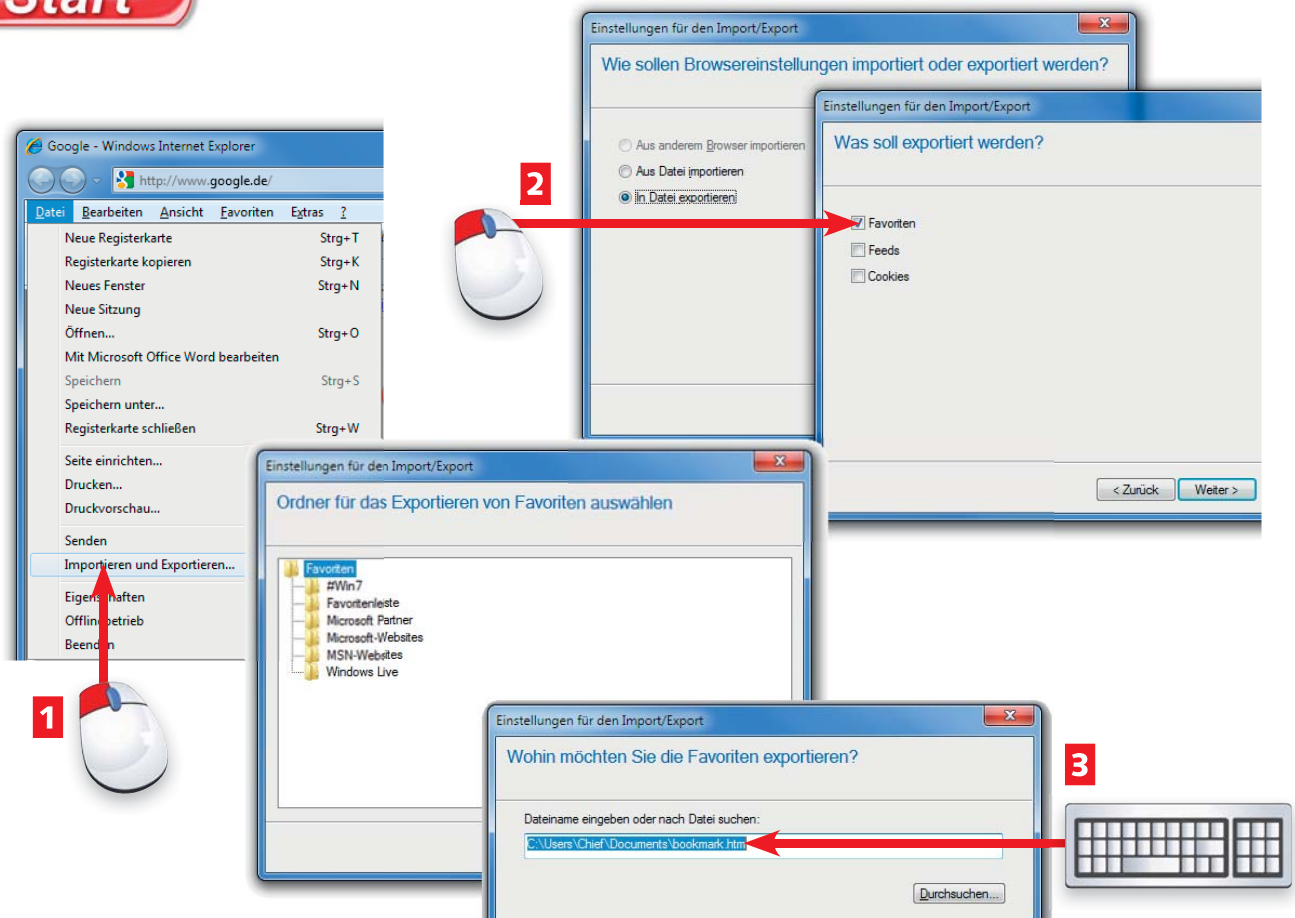 Start
Google - Windows Internet Explorer
http://www.google.de/
Datei Bearbeiten Ansicht Favoriten Extras ?
Neue Registerkarte Strg+T
Registerkarte kopieren Strg+K
Neues Fenster Strg+N
Neue Sitzung
Öffnen... Strg+O
Mit Microsoft Office Word bearbeiten
Speichern Strg+S
Speichern unter...
Registerkarte schließen Strg+W
Seite einrichten...
Drucken...
Druckvorschau...
Senden
Importieren und Exportieren...
Eigenschaften
Offlinebetrieb
Beenden
1
Einstellungen für den Import/Export
Wie sollen Browsereinstellungen importiert oder exportiert werden?
Aus anderem Browser importieren
Aus Datei importieren
In Datei exportieren
2
Einstellungen für den Import/Export
Was soll exportiert werden?
Favoriten
Feeds
Cookies
< Zurück Weiter >
Einstellungen für den Import/Export
Ordner für das Exportieren von Favoriten auswählen
Favoriten
#Win7
Favoritenleiste
Microsoft Partner
Microsoft-Websites
MSN-Websites
Windows Live
Einstellungen für den Import/Export
Wohin möchten Sie die Favoriten exportieren?
Dateiname eingeben oder nach Datei suchen:
C:\Users\Chief\Documents\bookmark.htm
Durchsuchen...
3